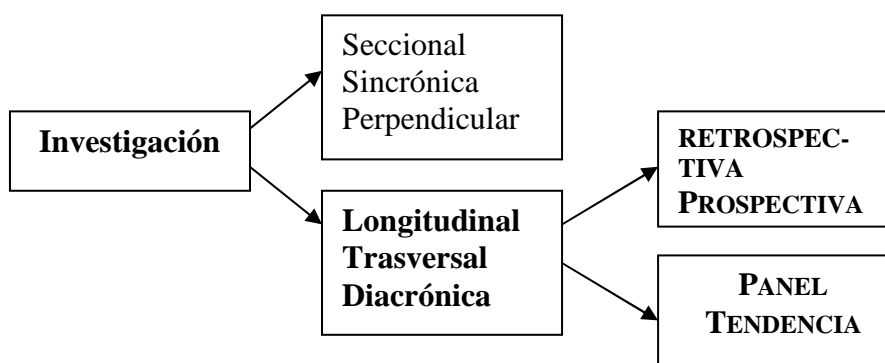 Seccional
Sincrónica
Perpendicular
Investigación
Longitudinal
Trasversal
Diacrónica
RETROSPEC-
TIVA
PROSPECTIVA
PANEL
TENDENCIA